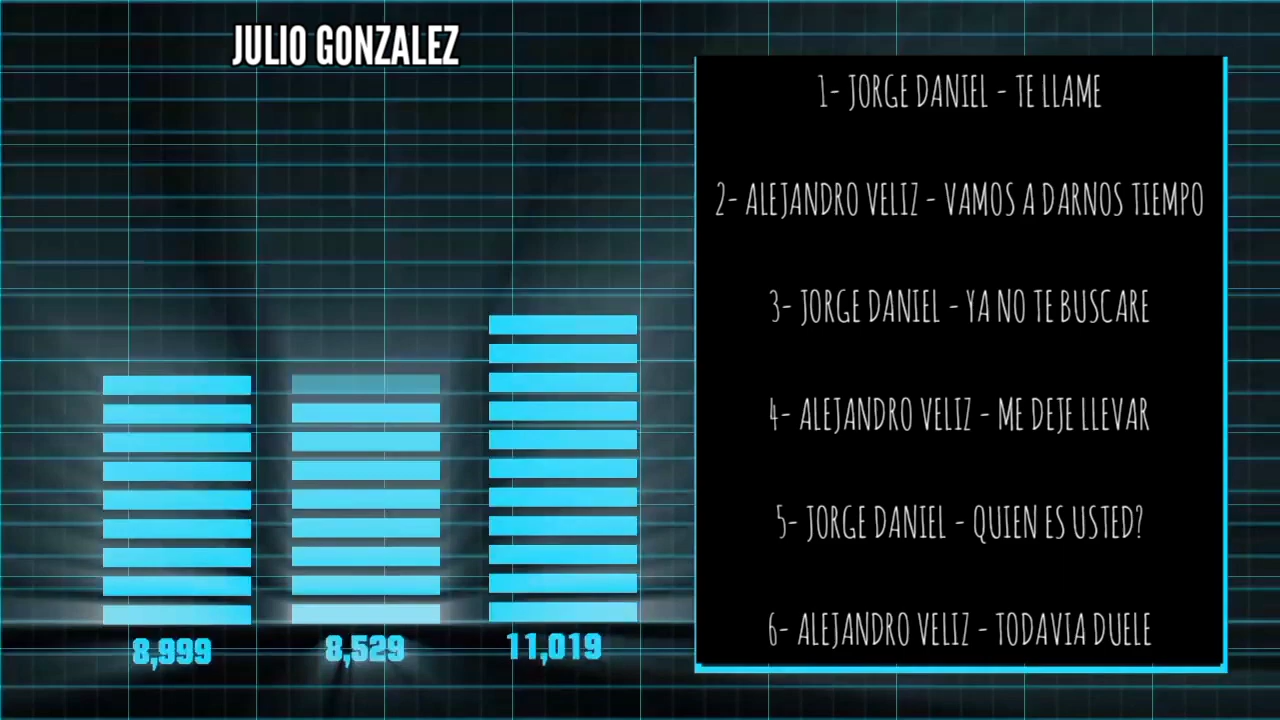 JULIO GONZALEZ
8,999
8,529
11,019
1- JORGE DANIEL - TE LLAME
2- ALEJANDRO VELIZ - VAMOS A DARNOS TIEMPO
3- JORGE DANIEL - YA NO TE BUSCARE
4- ALEJANDRO VELIZ - ME DEJE LLEVAR
5- JORGE DANIEL - QUIEN ES USTED?
6- ALEJANDRO VELIZ - TODAVIA DUELE